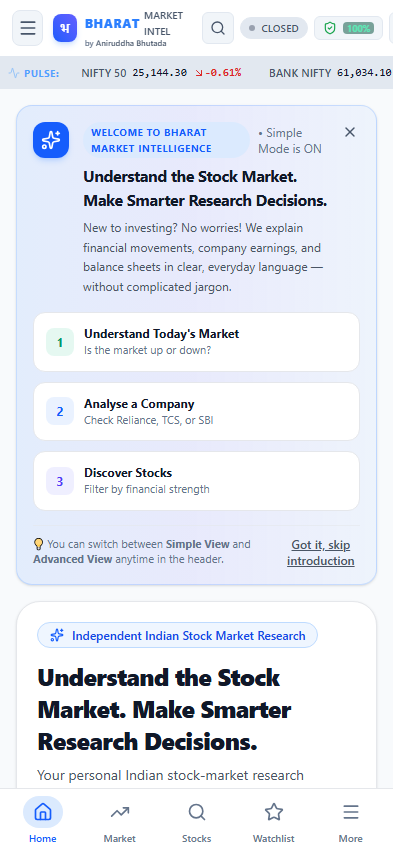 भ
BHARAT MARKET INTEL
by Aniruddha Bhutada
CLOSED
100%
PULSE: NIFTY 50 25,144.30 ↘-0.61% BANK NIFTY 61,034.10
WELCOME TO BHARAT MARKET INTELLIGENCE
• Simple Mode is ON
Understand the Stock Market.
Make Smarter Research Decisions.
New to investing? No worries! We explain
financial movements, company earnings, and
balance sheets in clear, everyday language —
without complicated jargon.
1
Understand Today's Market
Is the market up or down?
2
Analyse a Company
Check Reliance, TCS, or SBI
3
Discover Stocks
Filter by financial strength
💡 You can switch between Simple View and
Advanced View anytime in the header.
Got it, skip
introduction
Independent Indian Stock Market Research
Understand the Stock
Market. Make Smarter
Research Decisions.
Your personal Indian stock-market research
Home Market Stocks Watchlist More